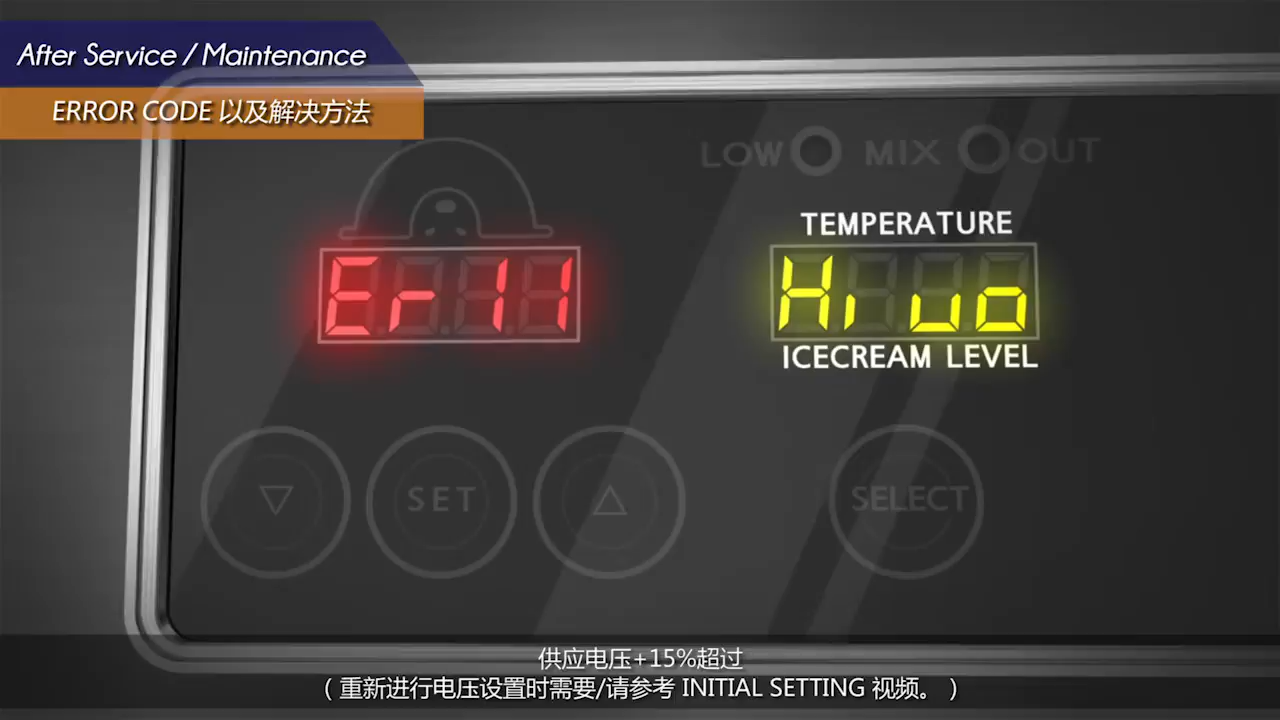 After Service / Maintenance
ERROR CODE 以及解决方法
LOW MIX OUT
TEMPERATURE
Er11
Hi uo
ICECREAM LEVEL
SET
SELECT
供应电压+15%超过
（ 重新进行电压设置时需要/请参考 INITIAL SETTING 视频。 ）